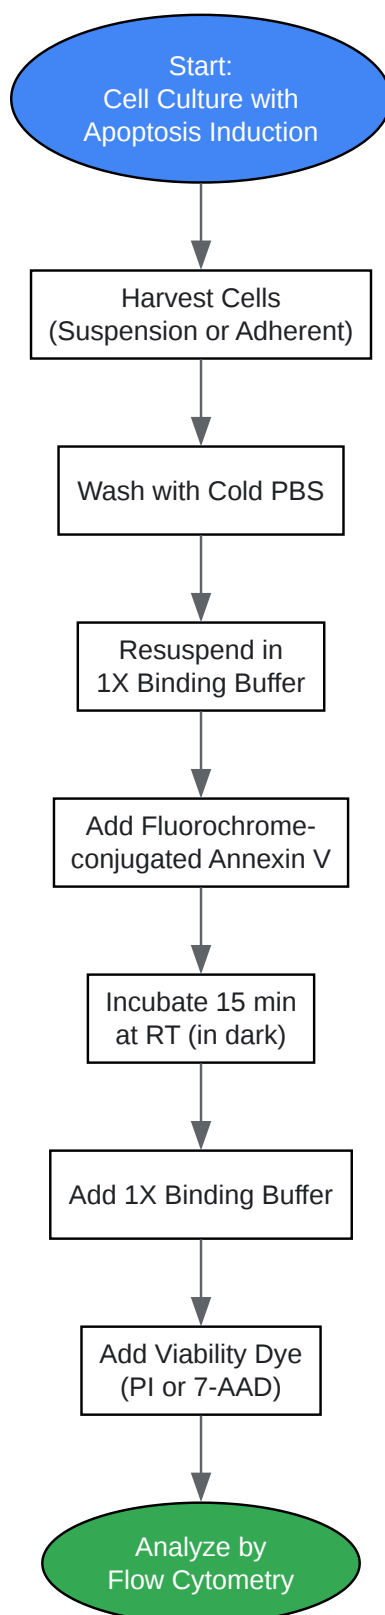 Start:
Cell Culture with
Apoptosis Induction
Harvest Cells
(Suspension or Adherent)
Wash with Cold PBS
Resuspend in
1X Binding Buffer
Add Fluorochrome-
conjugated Annexin V
Incubate 15 min
at RT (in dark)
Add 1X Binding Buffer
Add Viability Dye
(PI or 7-AAD)
Analyze by
Flow Cytometry